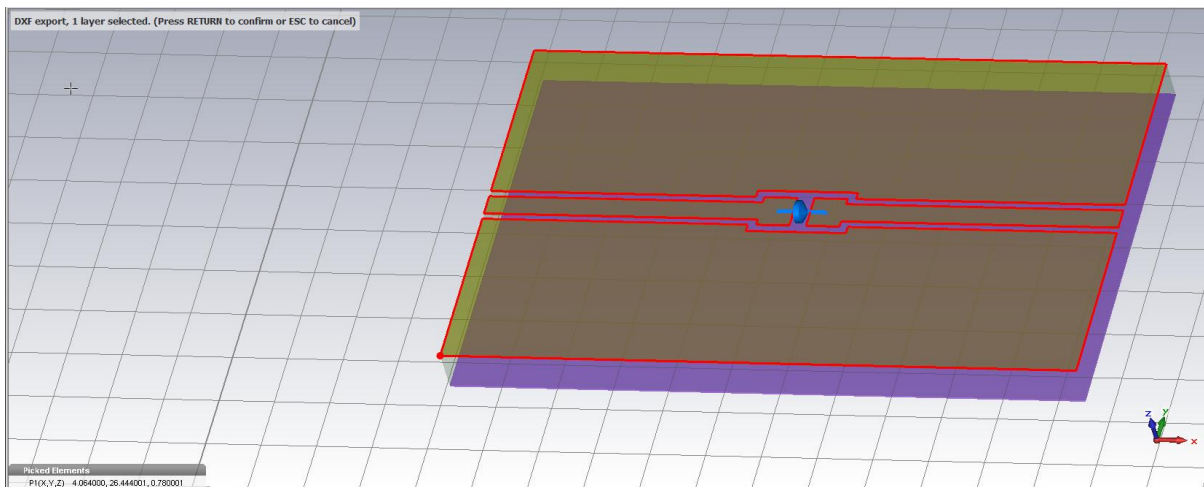 DXF export, 1 layer selected. (Press RETURN to confirm or ESC to cancel)
z
y
x
Picked Elements
P1(X,Y,Z) 4.064000, 26.444001, 0.780001